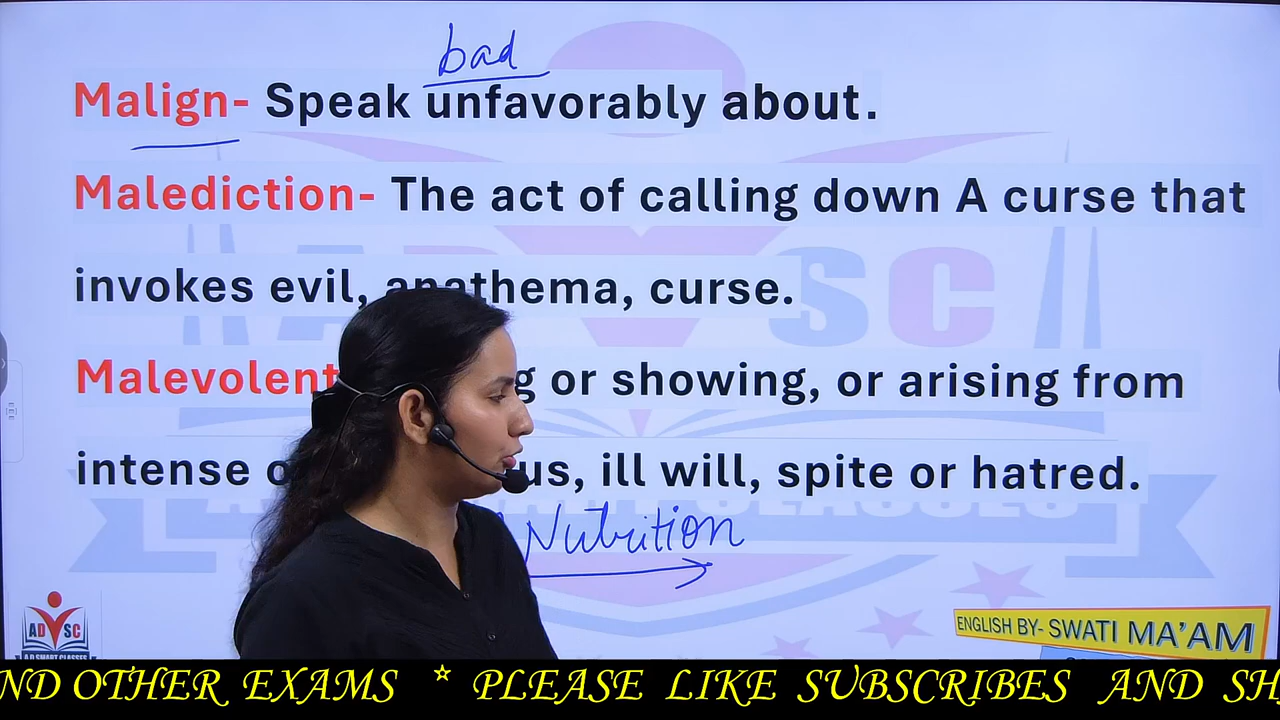 bad
Malign- Speak unfavorably about.
Malediction- The act of calling down A curse that
invokes evil, anathema, curse.
Malevolent g or showing, or arising from
intense o us, ill will, spite or hatred.
Nutrition
ADVSC
ENGLISH BY- SWATI MA'AM
ND OTHER EXAMS * PLEASE LIKE SUBSCRIBES AND SH